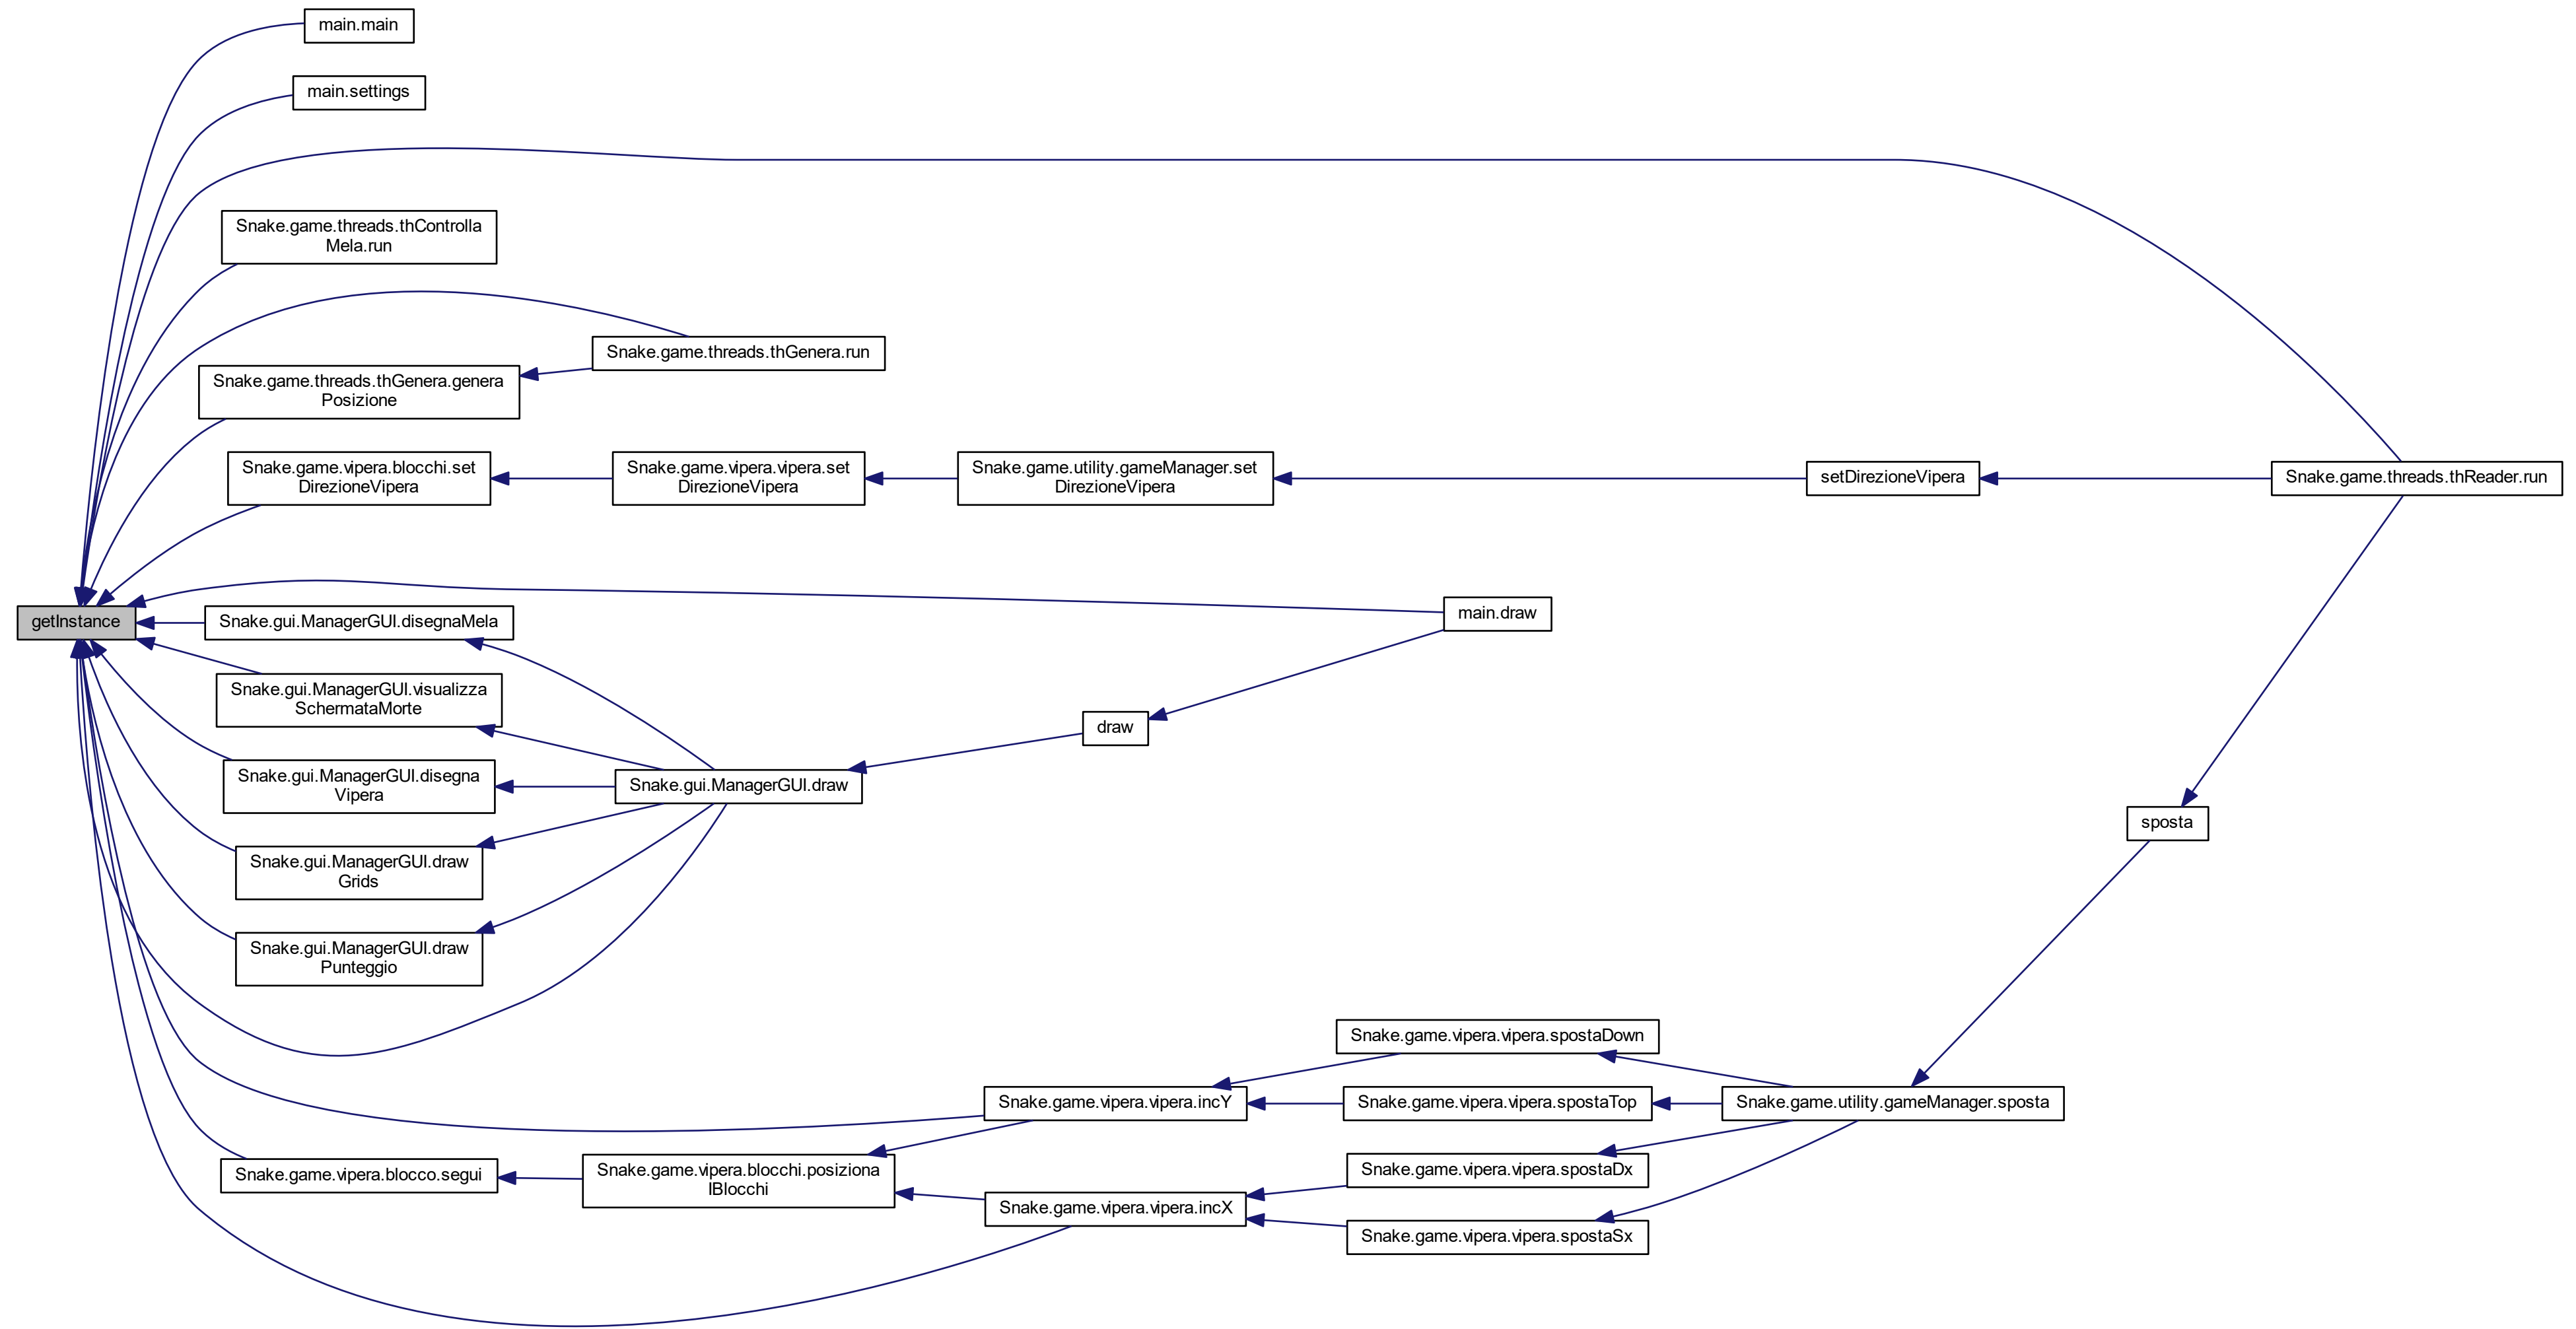 main.main
main.settings
Snake.game.threads.thControlla
Mela.run
Snake.game.threads.thGenera.run
Snake.game.threads.thGenera.genera
Posizione
Snake.game.vipera.blocchi.set
DirezioneVipera
Snake.game.vipera.vipera.set
DirezioneVipera
Snake.game.utility.gameManager.set
DirezioneVipera
setDirezioneVipera
Snake.game.threads.thReader.run
getInstance
Snake.gui.ManagerGUI.disegnaMela
main.draw
Snake.gui.ManagerGUI.visualizza
SchermataMorte
draw
Snake.gui.ManagerGUI.disegna
Vipera
Snake.gui.ManagerGUI.draw
sposta
Snake.gui.ManagerGUI.draw
Grids
Snake.gui.ManagerGUI.draw
Punteggio
Snake.game.vipera.vipera.spostaDown
Snake.game.vipera.vipera.incY
Snake.game.vipera.vipera.spostaTop
Snake.game.utility.gameManager.sposta
Snake.game.vipera.blocco.segui
Snake.game.vipera.blocchi.posiziona
IBlocchi
Snake.game.vipera.vipera.spostaDx
Snake.game.vipera.vipera.incX
Snake.game.vipera.vipera.spostaSx